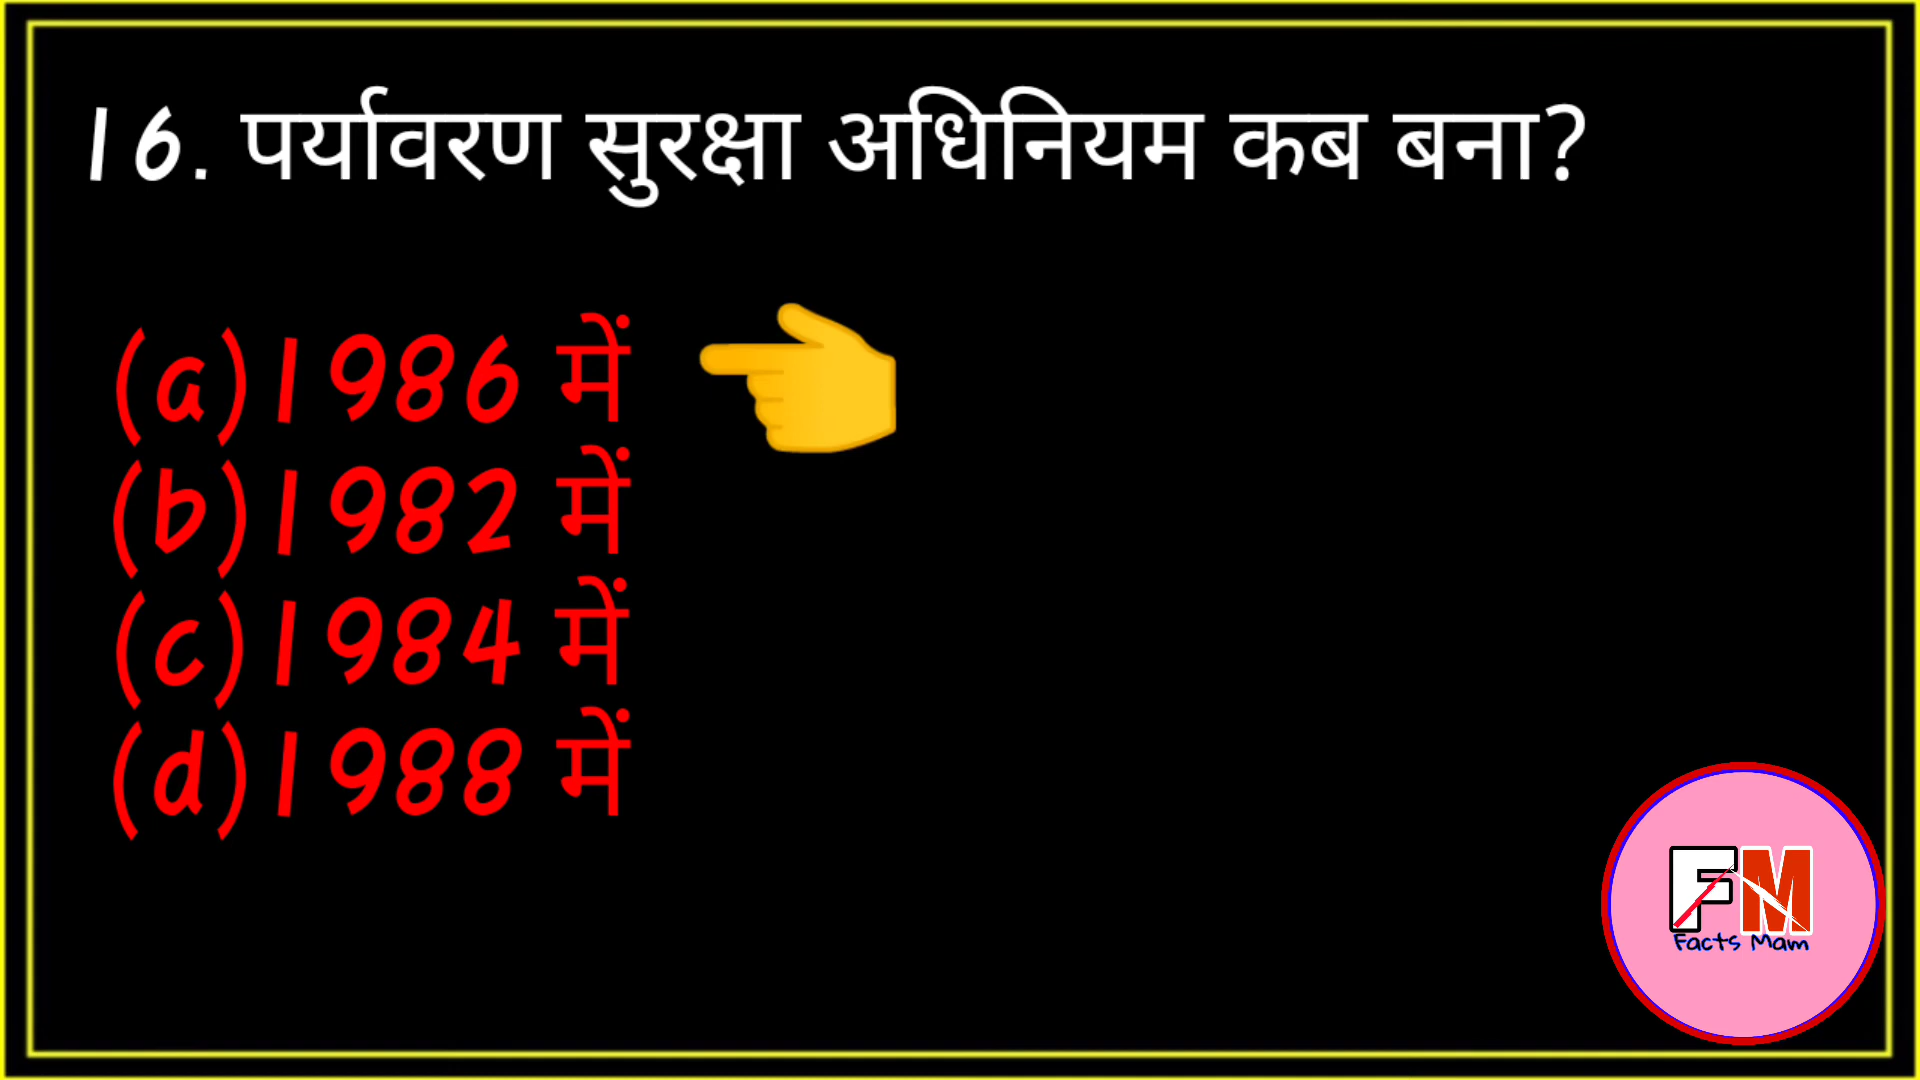 16. पर्यावरण सुरक्षा अधिनियम कब बना?
(a)1986 में
(b)1982 में
(c)1984 में
(d)1988 में
FM
Facts Mam